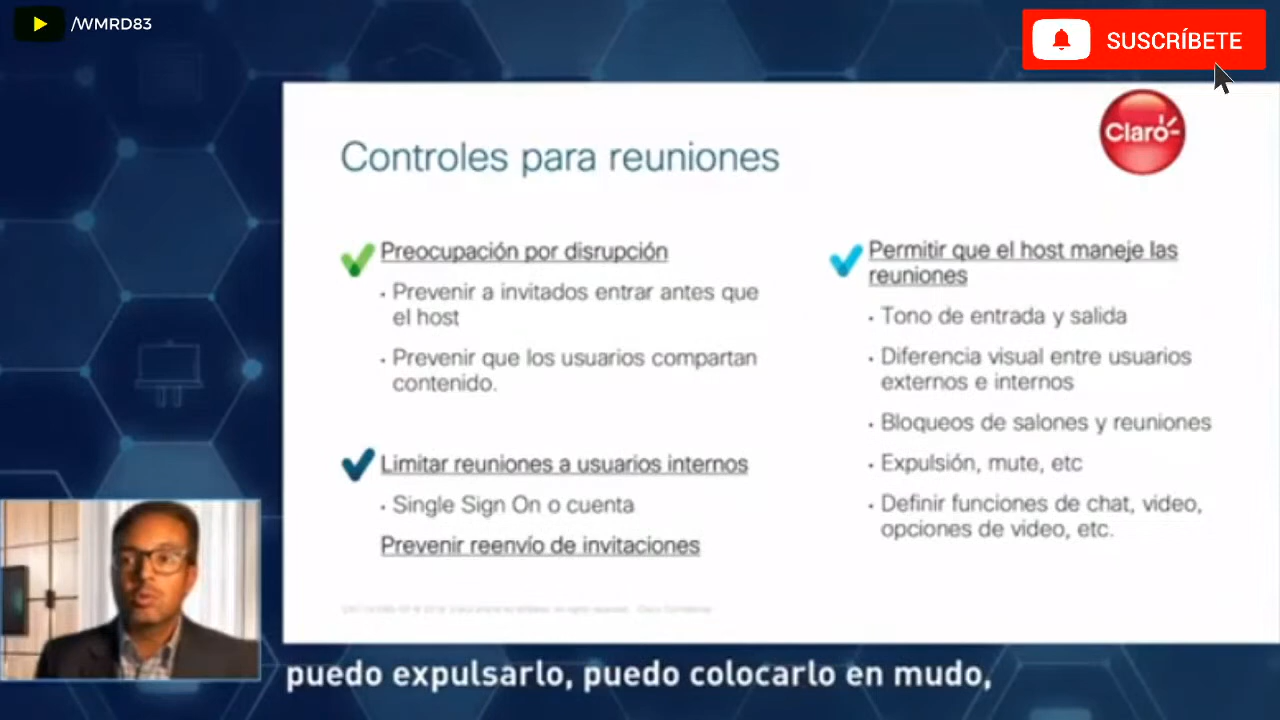 /WMRD83
SUSCRÍBETE
Claro
Controles para reuniones
Preocupación por disrupción
· Prevenir a invitados entrar antes que
el host
· Prevenir que los usuarios compartan
contenido.
Limitar reuniones a usuarios internos
· Single Sign On o cuenta
Prevenir reenvío de invitaciones
Permitir que el host maneje las
reuniones
· Tono de entrada y salida
· Diferencia visual entre usuarios
externos e internos
· Bloqueos de salones y reuniones
· Expulsión, mute, etc
· Definir funciones de chat, video,
opciones de video, etc.
puedo expulsarlo, puedo colocarlo en mudo,